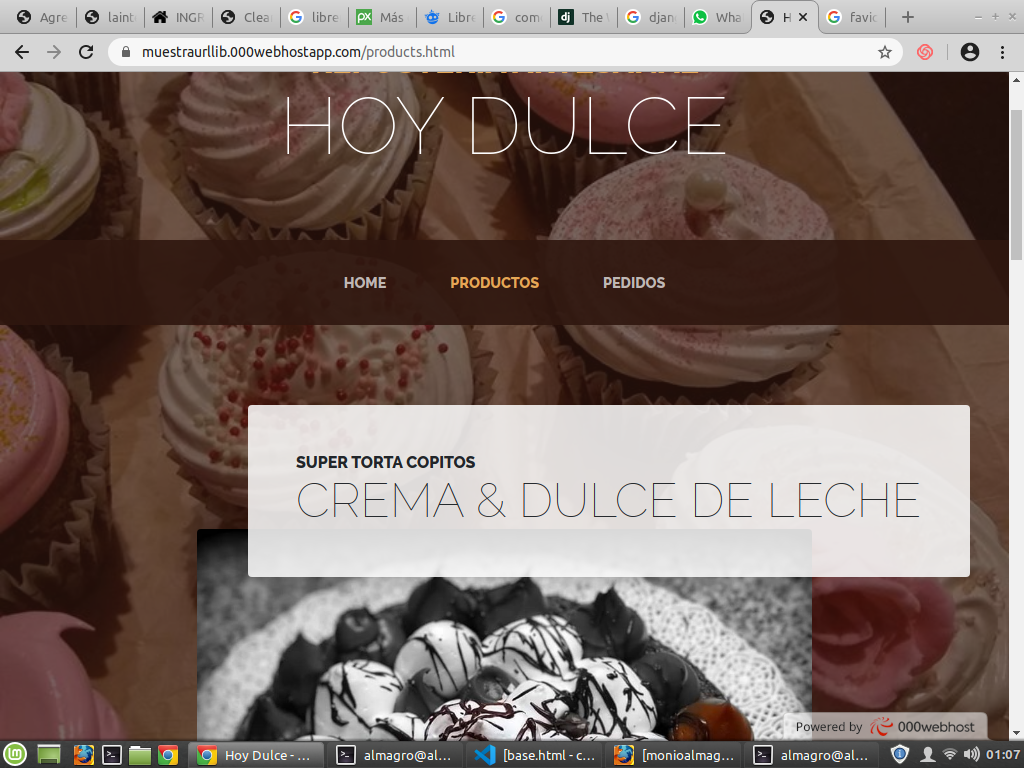 Agre
laint
INGR
Clea
libre
Más
Libr
com
The
djan
Wha
H
favic
muestraurllib.000webhostapp.com/products.html
HOY DULCE
HOME PRODUCTOS PEDIDOS
SUPER TORTA COPITOS
CREMA & DULCE DE LECHE
Powered by 000webhost
Hoy Dulce - ...
almagro@al...
[base.html - c...
[monioalmag...
almagro@al...
01:07